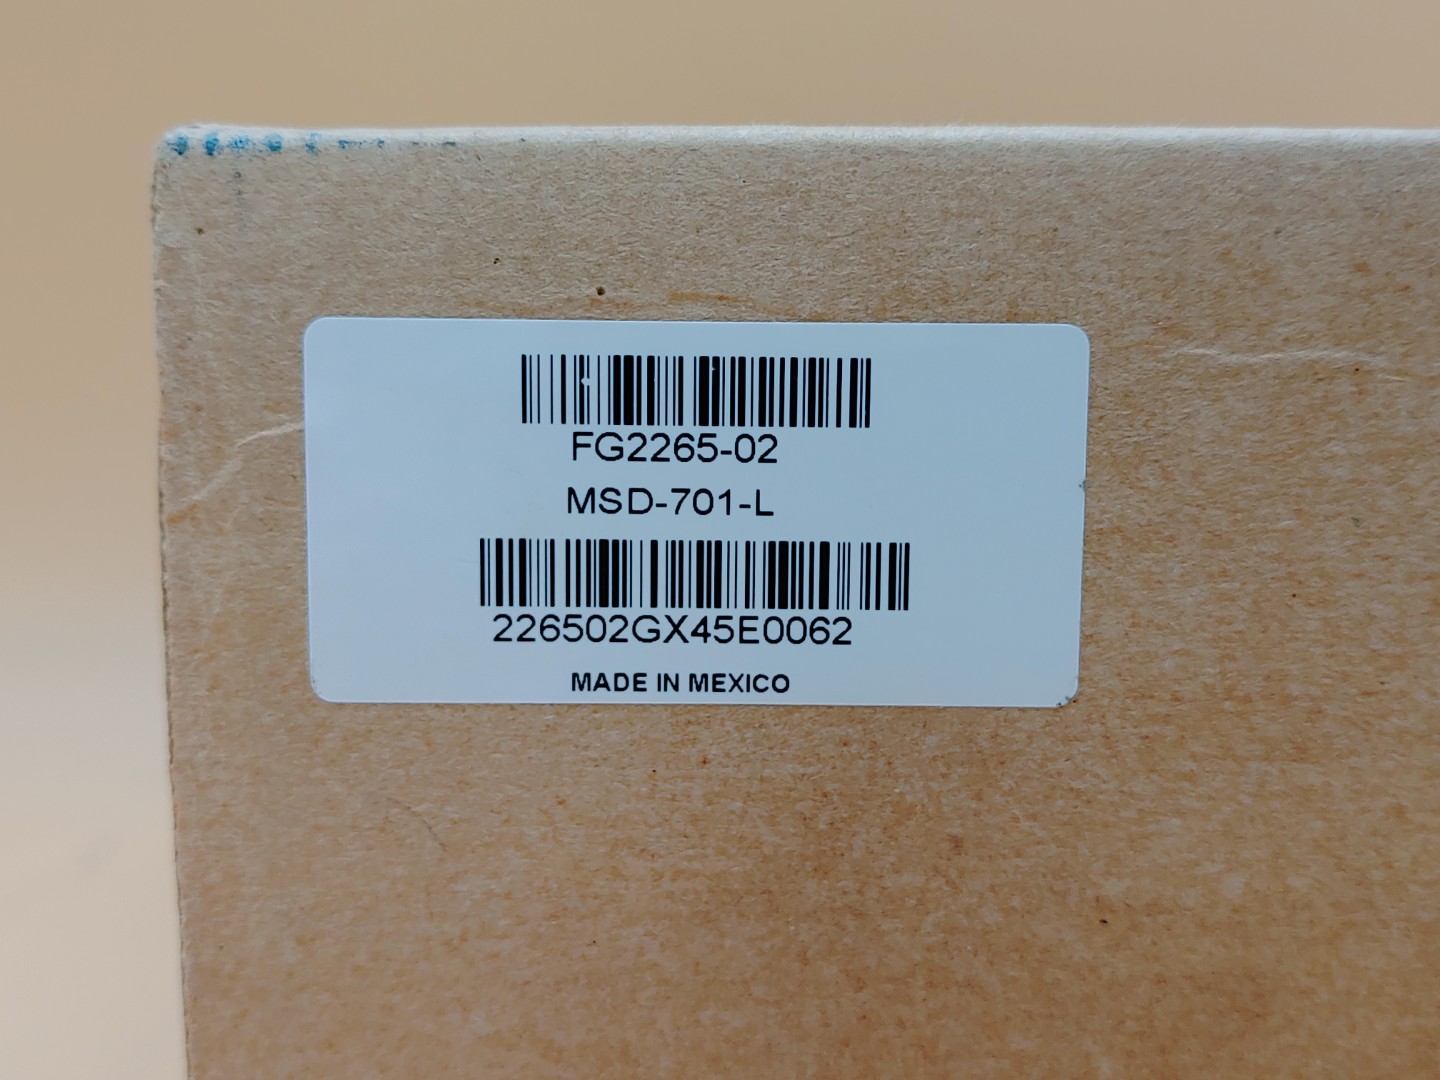 FG2265-02
MSD-701-L
226502GX45E0062
MADE IN MEXICO